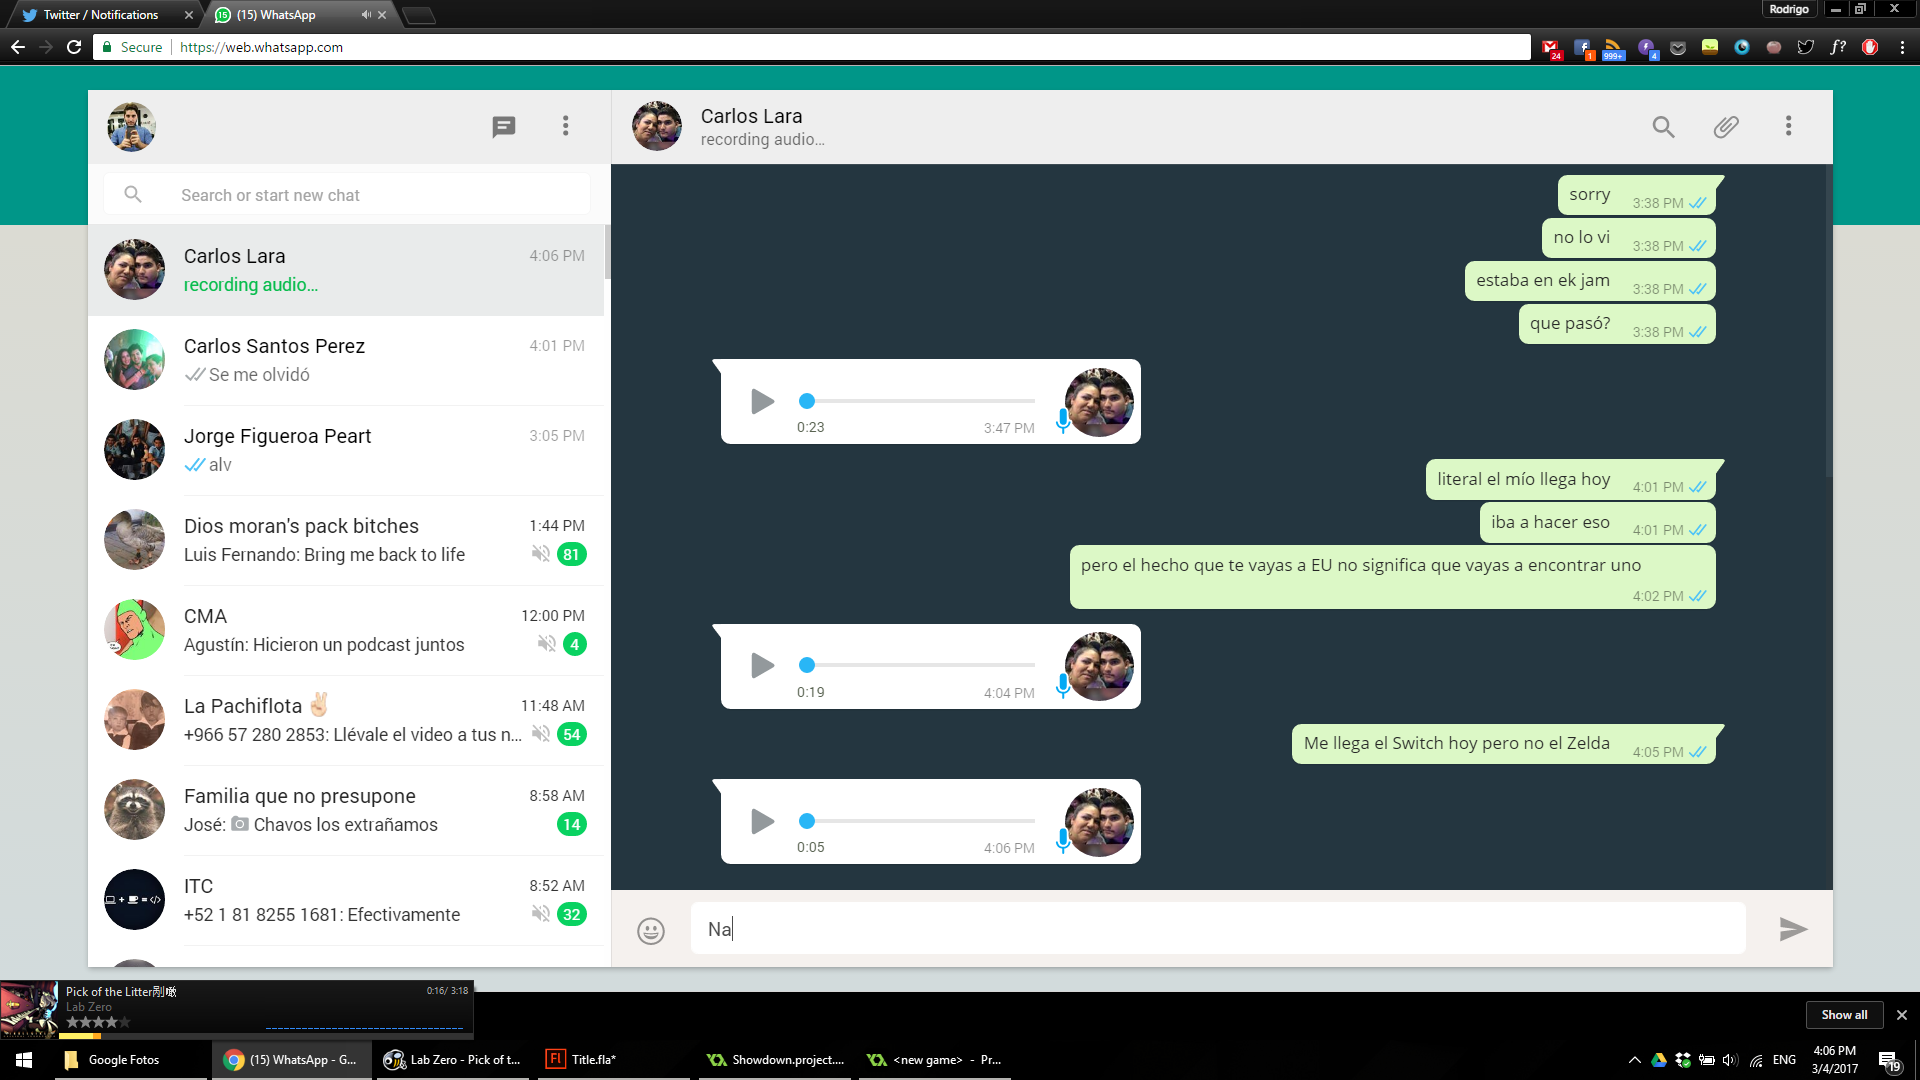 Twitter / Notifications
(15) WhatsApp
Rodrigo
Secure
https://web.whatsapp.com
24
1
999+
4
f?
Carlos Lara
recording audio...
Search or start new chat
Carlos Lara
4:06 PM
recording audio...
Carlos Santos Perez
4:01 PM
Se me olvidó
Jorge Figueroa Peart
3:05 PM
alv
Dios moran's pack bitches
1:44 PM
Luis Fernando: Bring me back to life
81
CMA
12:00 PM
Agustín: Hicieron un podcast juntos
4
La Pachiflota ✌🏻
11:48 AM
+966 57 280 2853: Llévale el video a tus n...
54
Familia que no presupone
8:58 AM
José: Chavos los extrañamos
14
ITC
8:52 AM
+52 1 81 8255 1681: Efectivamente
32
sorry 3:38 PM
no lo vi 3:38 PM
estaba en ek jam 3:38 PM
que pasó? 3:38 PM
0:23 3:47 PM
literal el mío llega hoy 4:01 PM
iba a hacer eso 4:01 PM
pero el hecho que te vayas a EU no significa que vayas a encontrar uno
4:02 PM
0:19 3:04 PM
Me llega el Switch hoy pero no el Zelda 4:05 PM
0:05 4:06 PM
Na
Pick of the Litter
0:16/ 3:18
Lab Zero
Show all
Google Fotos
(15) WhatsApp - G...
Lab Zero - Pick of t...
Fl
Title.fla*
Showdown.project....
<new game> - Pr...
ENG
4:06 PM
3/4/2017
19